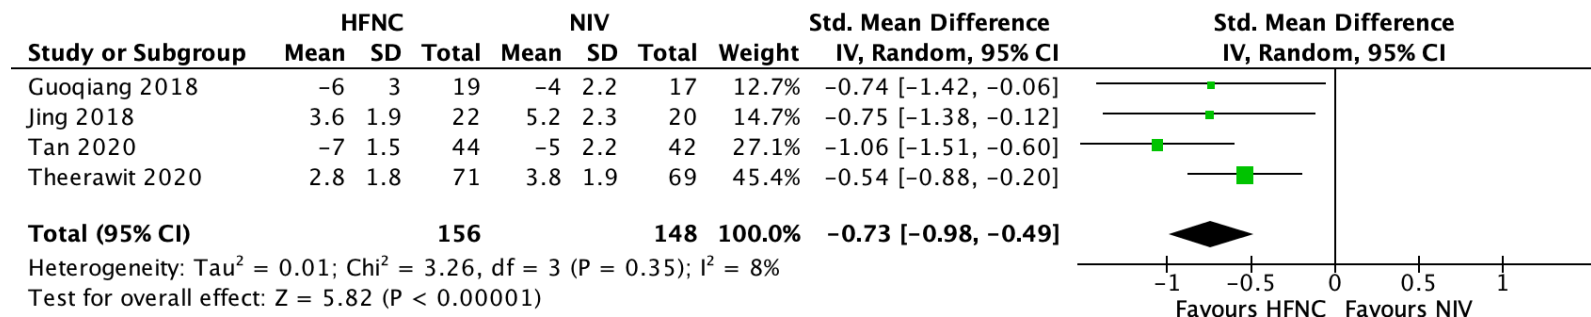 HFNC NIV Std. Mean Difference Std. Mean Difference
Study or Subgroup Mean SD Total Mean SD Total Weight IV, Random, 95% CI IV, Random, 95% CI
Guoqiang 2018 −6 3 19 −4 2.2 17 12.7% −0.74 [−1.42, −0.06]
Jing 2018 3.6 1.9 22 5.2 2.3 20 14.7% −0.75 [−1.38, −0.12]
Tan 2020 −7 1.5 44 −5 2.2 42 27.1% −1.06 [−1.51, −0.60]
Theerawit 2020 2.8 1.8 71 3.8 1.9 69 45.4% −0.54 [−0.88, −0.20]
Total (95% CI) 156 148 100.0% −0.73 [−0.98, −0.49]
Heterogeneity: Tau² = 0.01; Chi² = 3.26, df = 3 (P = 0.35); I² = 8%
Test for overall effect: Z = 5.82 (P < 0.00001)
−1 −0.5 0 0.5 1
Favours HFNC Favours NIV